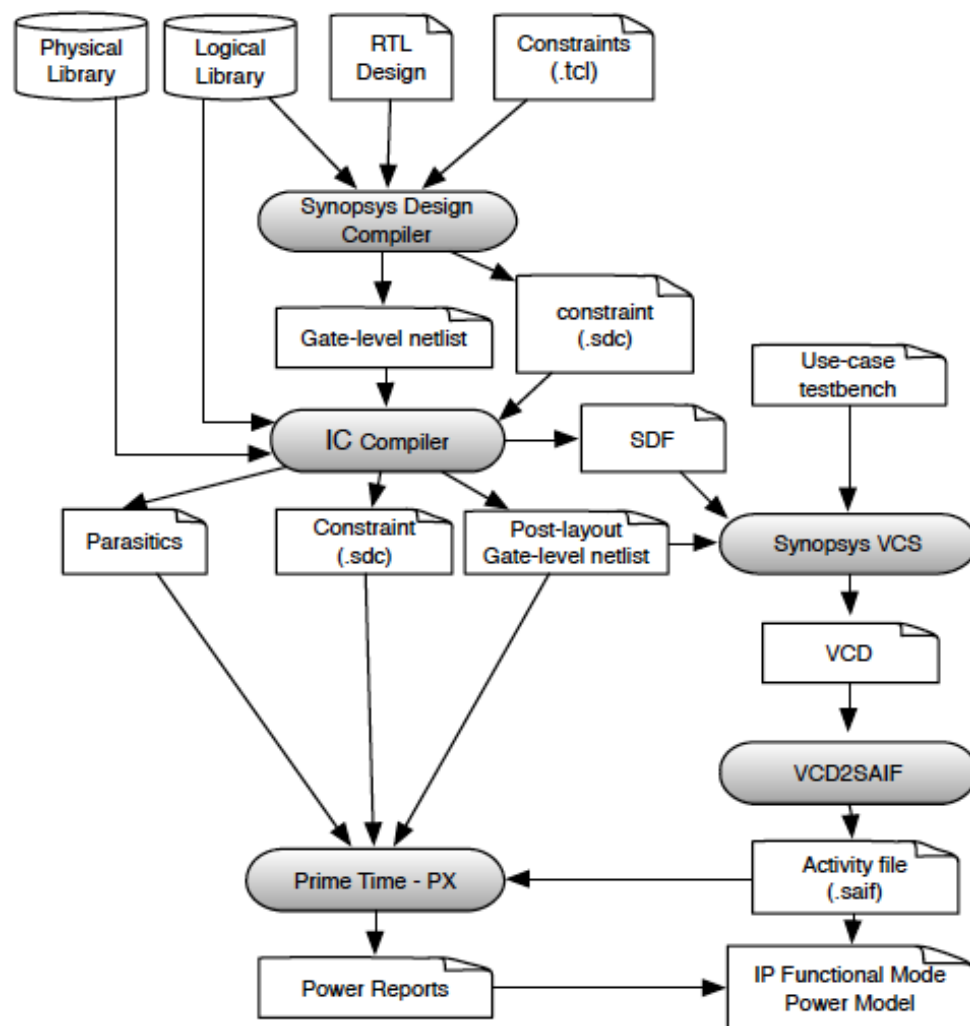 Physical
Library
Logical
Library
RTL
Design
Constraints
(.tcl)
Synopsys Design
Compiler
Gate-level netlist
constraint
(.sdc)
Use-case
testbench
IC Compiler
SDF
Parasitics
Constraint
(.sdc)
Post-layout
Gate-level netlist
Synopsys VCS
VCD
VCD2SAIF
Prime Time - PX
Activity file
(.saif)
Power Reports
IP Functional Mode
Power Model